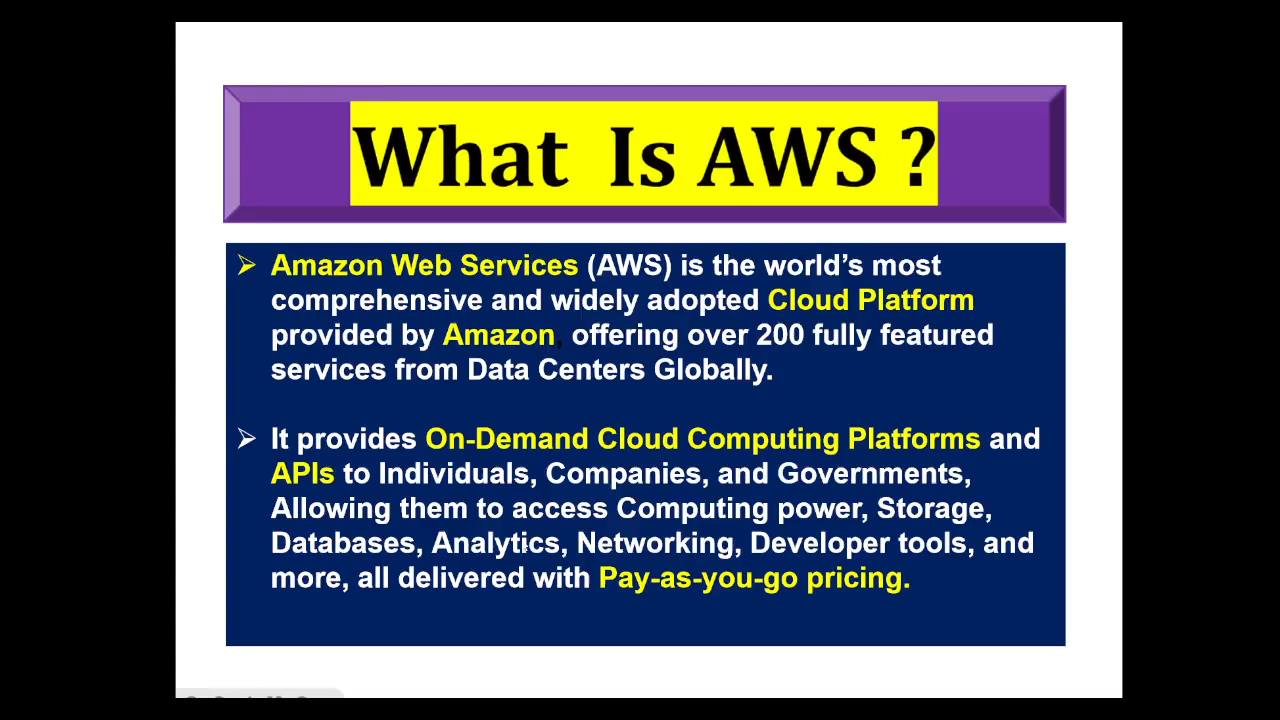 What Is AWS ?
Amazon Web Services (AWS) is the world’s most
comprehensive and widely adopted Cloud Platform
provided by Amazon, offering over 200 fully featured
services from Data Centers Globally.
It provides On-Demand Cloud Computing Platforms and
APIs to Individuals, Companies, and Governments,
Allowing them to access Computing power, Storage,
Databases, Analytics, Networking, Developer tools, and
more, all delivered with Pay-as-you-go pricing.